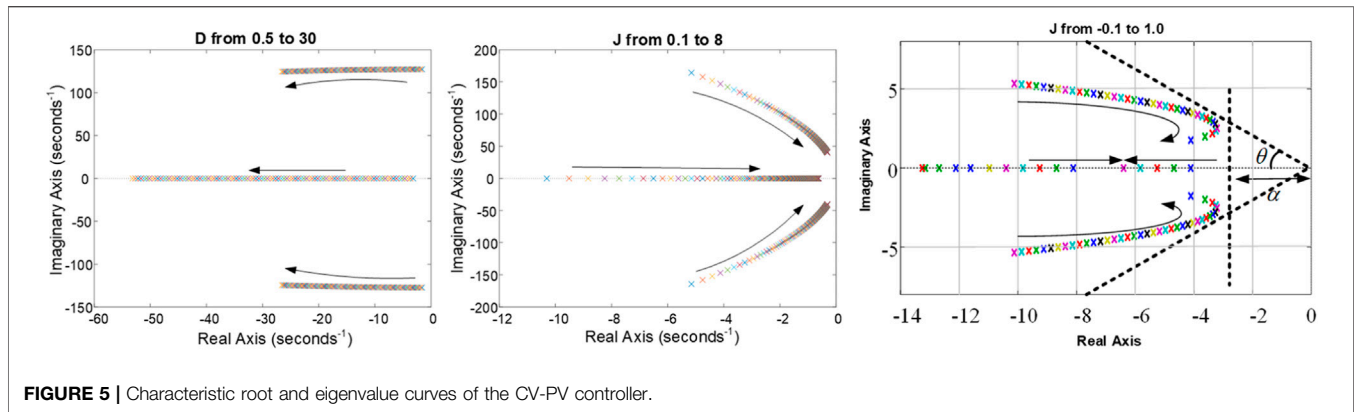 D from 0.5 to 30
150
100
50
0
-50
-100
-150
Imaginary Axis (seconds⁻¹)
-60 -50 -40 -30 -20 -10 0
Real Axis (seconds⁻¹)
J from 0.1 to 8
200
150
100
50
0
-50
-100
-150
-200
Imaginary Axis (seconds⁻¹)
-12 -10 -8 -6 -4 -2 0
Real Axis (seconds⁻¹)
J from -0.1 to 1.0
5
0
-5
Imaginary Axis
θ
α
-14 -12 -10 -8 -6 -4 -2 0
Real Axis
FIGURE 5 | Characteristic root and eigenvalue curves of the CV-PV controller.